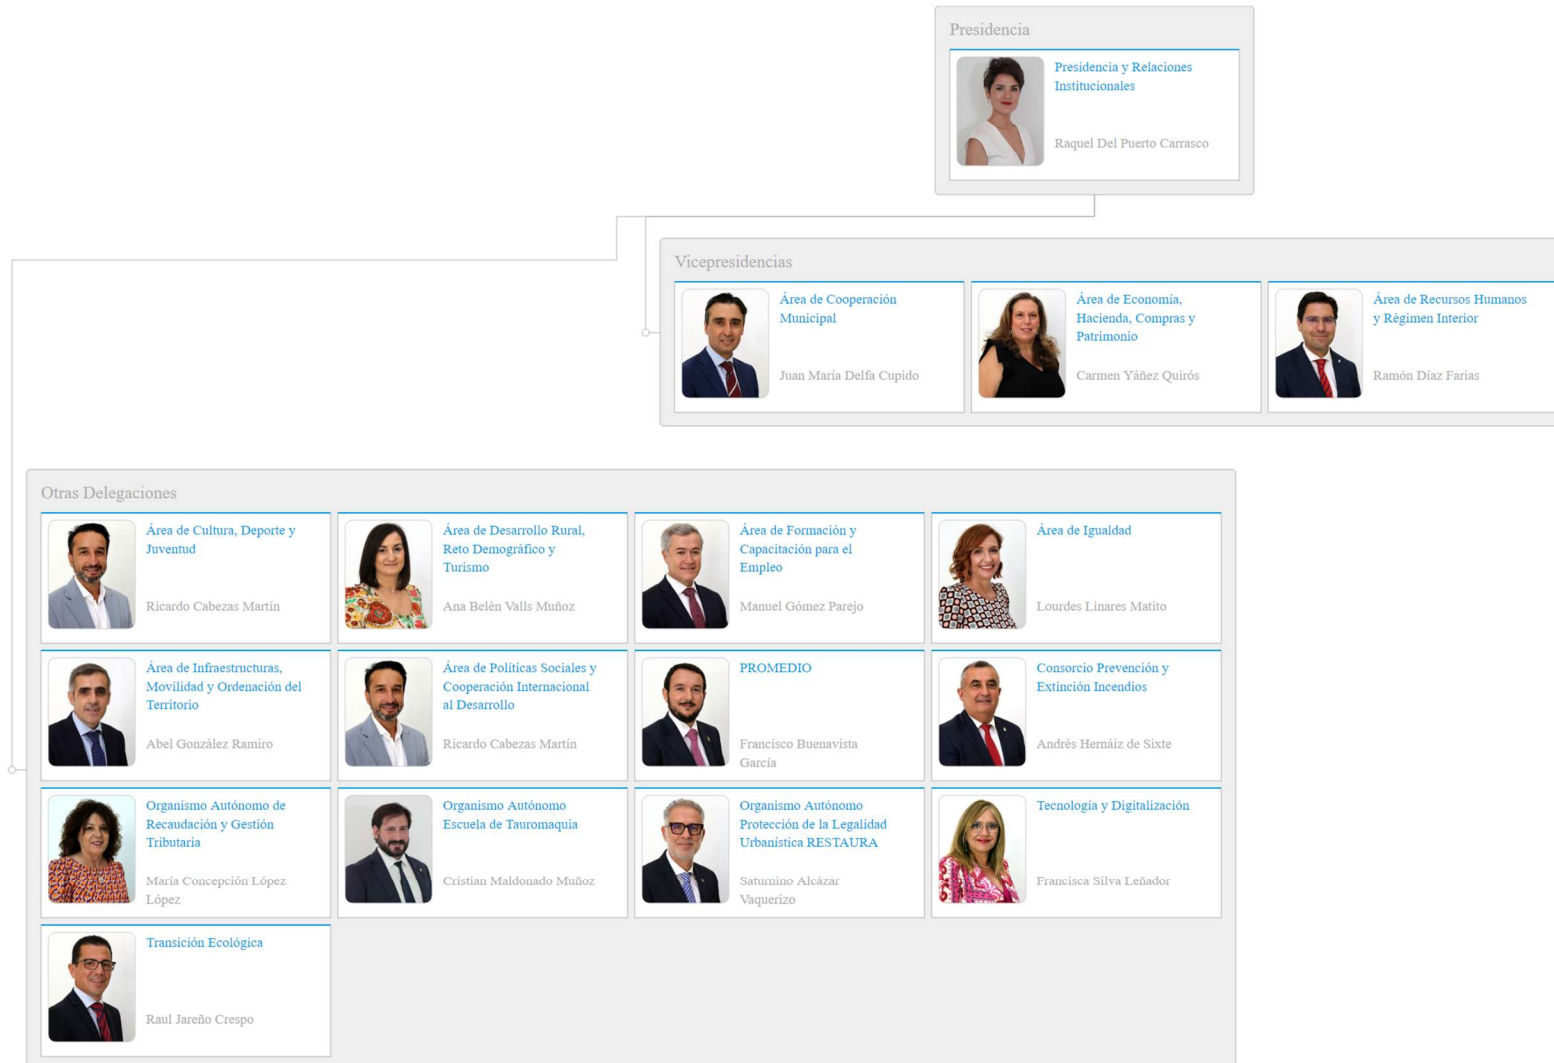 Presidencia
Presidencia y Relaciones
Institucionales
Raquel Del Puerto Carrasco
Vicepresidencias
Área de Cooperación
Municipal
Juan María Delfa Cupido
Área de Economía,
Hacienda, Compras y
Patrimonio
Carmen Yáñez Quirós
Área de Recursos Humanos
y Régimen Interior
Ramón Díaz Farias
Otras Delegaciones
Área de Cultura, Deporte y
Juventud
Ricardo Cabezas Martín
Área de Desarrollo Rural,
Reto Demográfico y
Turismo
Ana Belén Valls Muñoz
Área de Formación y
Capacitación para el
Empleo
Manuel Gómez Parejo
Área de Igualdad
Lourdes Linares Matito
Área de Infraestructuras,
Movilidad y Ordenación del
Territorio
Abel González Ramiro
Área de Políticas Sociales y
Cooperación Internacional
al Desarrollo
Ricardo Cabezas Martín
PROMEDIO
Francisco Buenavista
García
Consorcio Prevención y
Extinción Incendios
Andrés Hernáiz de Sixte
Organismo Autónomo de
Recaudación y Gestión
Tributaria
María Concepción López
López
Organismo Autónomo
Escuela de Tauromaquia
Cristian Maldonado Muñoz
Organismo Autónomo
Protección de la Legalidad
Urbanística RESTAURA
Saturnino Alcázar
Vaquerizo
Tecnología y Digitalización
Francisca Silva Leñador
Transición Ecológica
Raul Jareño Crespo